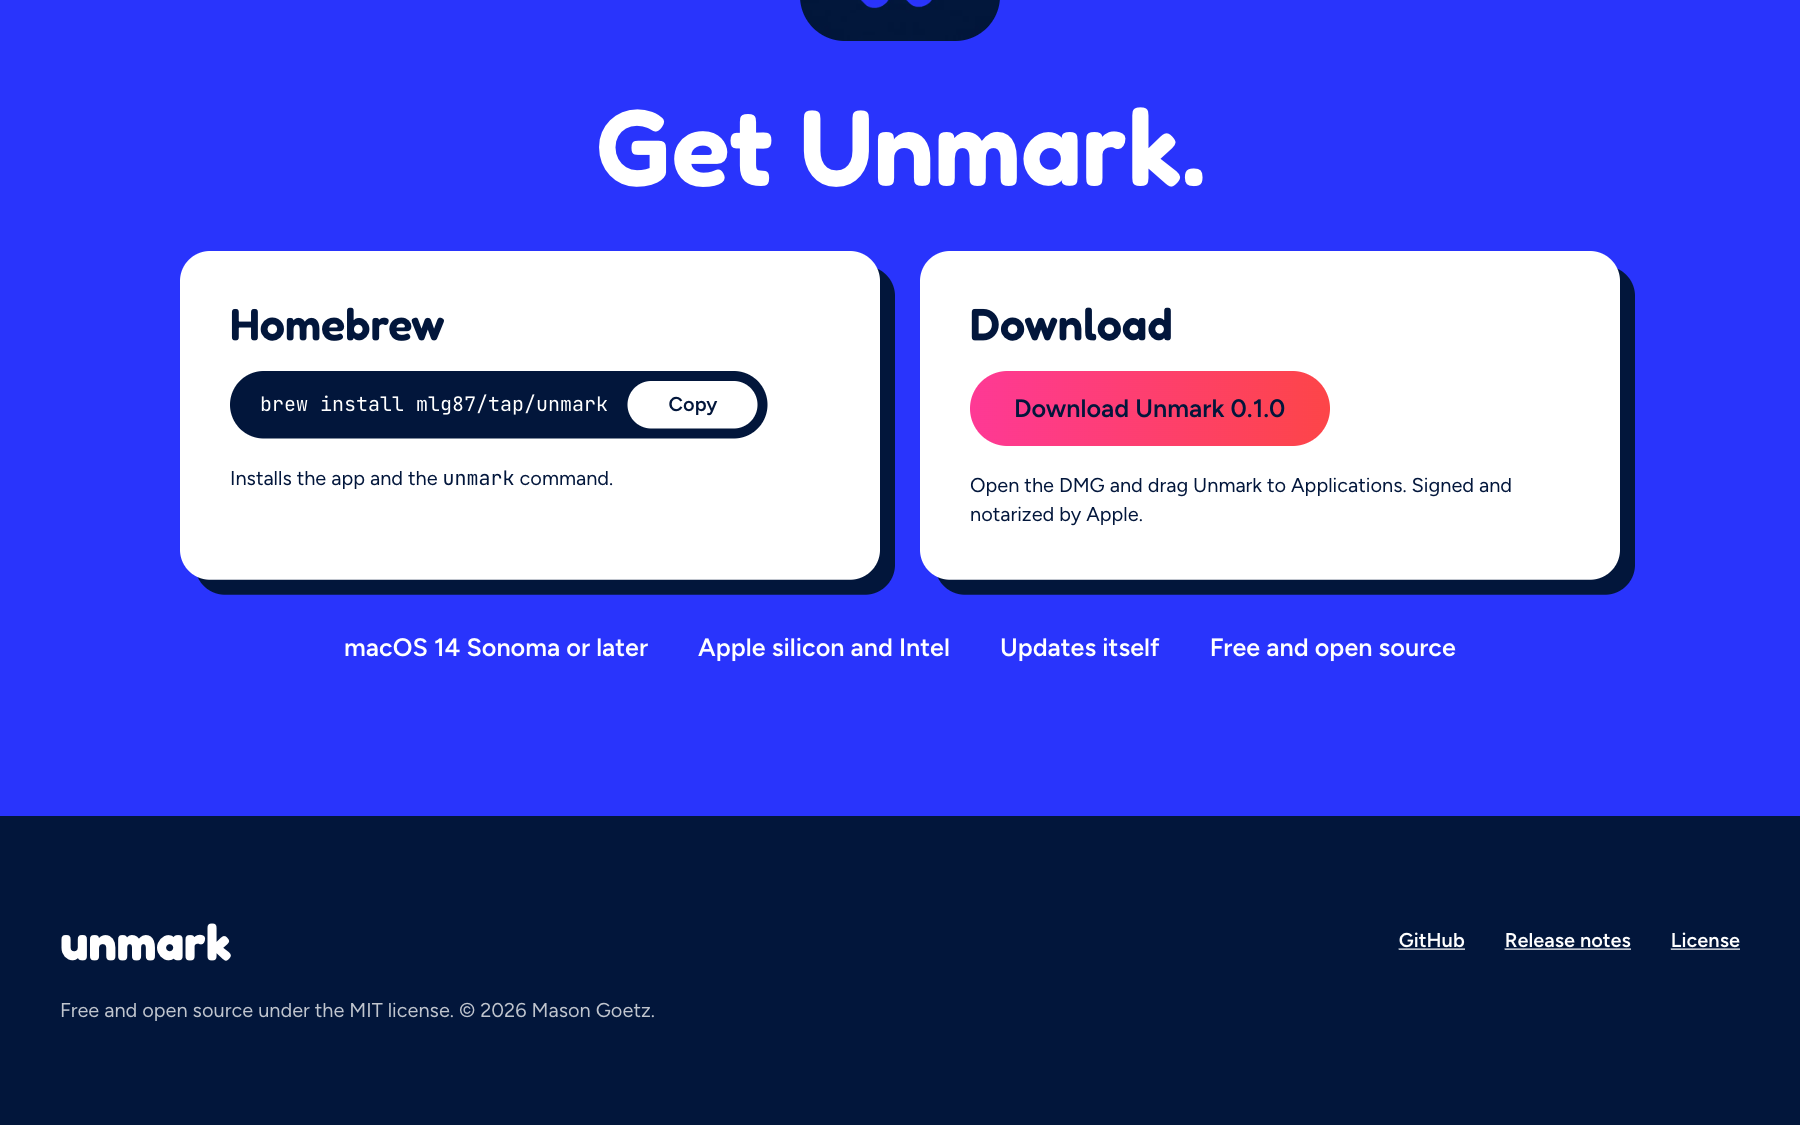 Get Unmark.
Homebrew
brew install mlg87/tap/unmark
Copy
Installs the app and the unmark command.
Download
Download Unmark 0.1.0
Open the DMG and drag Unmark to Applications. Signed and
notarized by Apple.
macOS 14 Sonoma or later Apple silicon and Intel Updates itself Free and open source
unmark
GitHub Release notes License
Free and open source under the MIT license. © 2026 Mason Goetz.